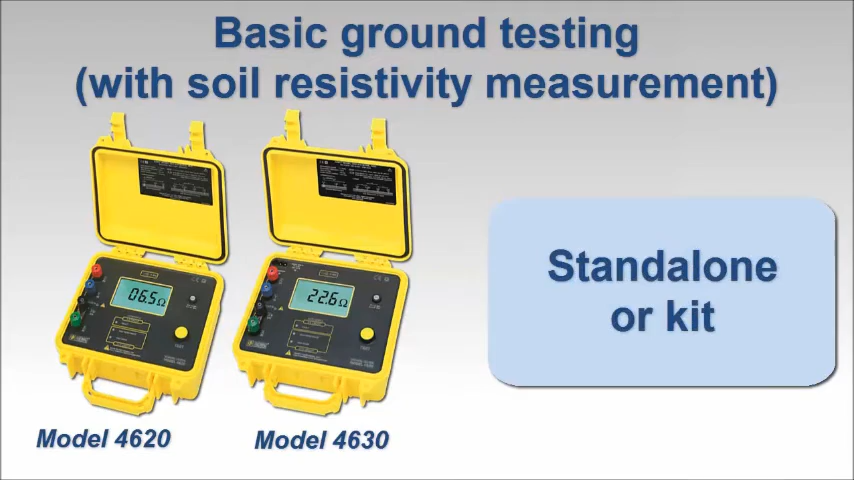 Basic ground testing
(with soil resistivity measurement)
06.5Ω
22.6Ω
Standalone
or kit
Model 4620
Model 4630